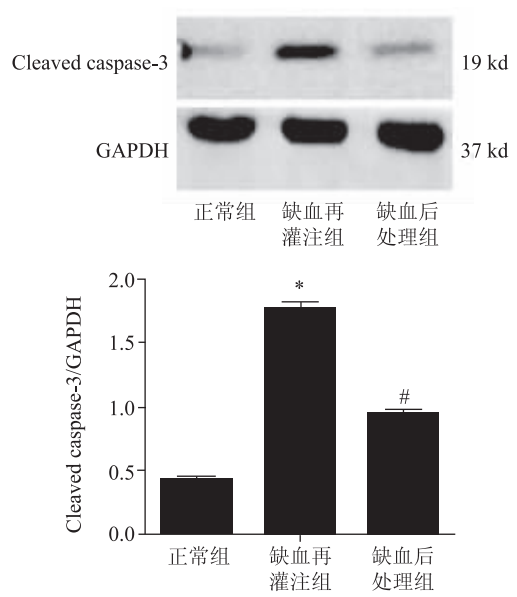 Cleaved caspase-3
19 kd
GAPDH
37 kd
正常组
缺血再
灌注组
缺血后
处理组
Cleaved caspase-3/GAPDH
2.0
*
1.5
1.0
#
0.5
0.0
正常组
缺血再
灌注组
缺血后
处理组